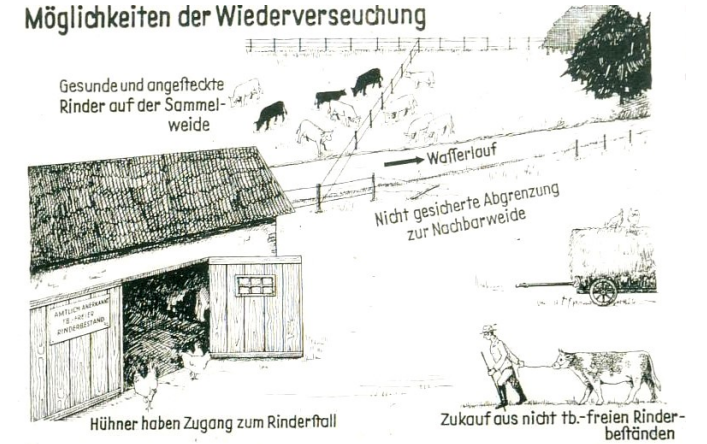 Möglichkeiten der Wiederverseuchung
Gesunde und angesteckte
Rinder auf der Sammel-
weide
Wasserlauf
Nicht gesicherte Abgrenzung
zur Nachbarweide
AMTLICH ANERKANNT
TB.-FREIER
RINDERBESTAND
Hühner haben Zugang zum Rinderstall
Zukauf aus nicht tb.-freien Rinder-
beständen